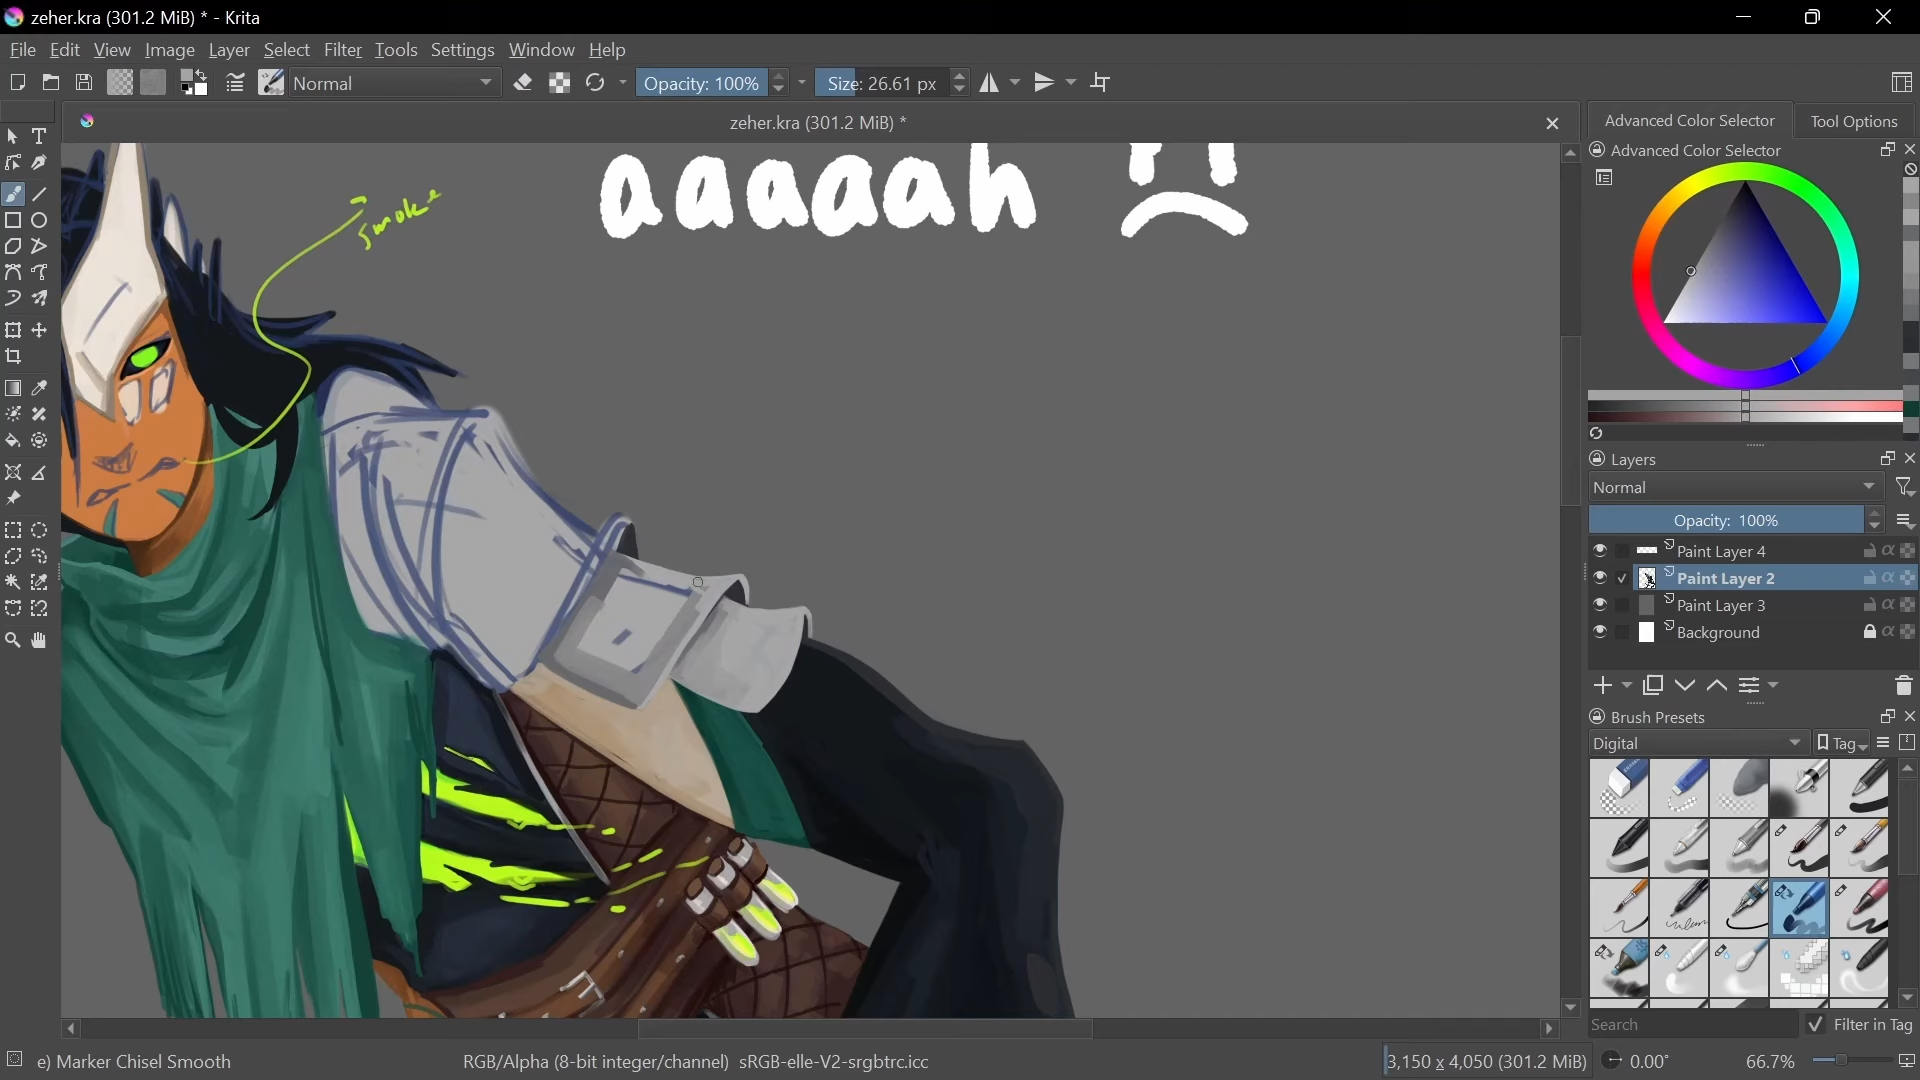 zeher.kra (301.2 MiB) * - Krita
File Edit View Image Layer Select Filter Tools Settings Window Help
Normal Opacity: 100% Size: 26.61 px
zeher.kra (301.2 MiB) *
Advanced Color Selector Tool Options
Advanced Color Selector
aaaaah
smoke
Layers
Normal
Opacity: 100%
Paint Layer 4
Paint Layer 2
Paint Layer 3
Background
Brush Presets
Digital Tag
Search Filter in Tag
e) Marker Chisel Smooth RGB/Alpha (8-bit integer/channel) sRGB-elle-V2-srgbtrc.icc 3,150 x 4,050 (301.2 MiB) 0.00° 66.7%